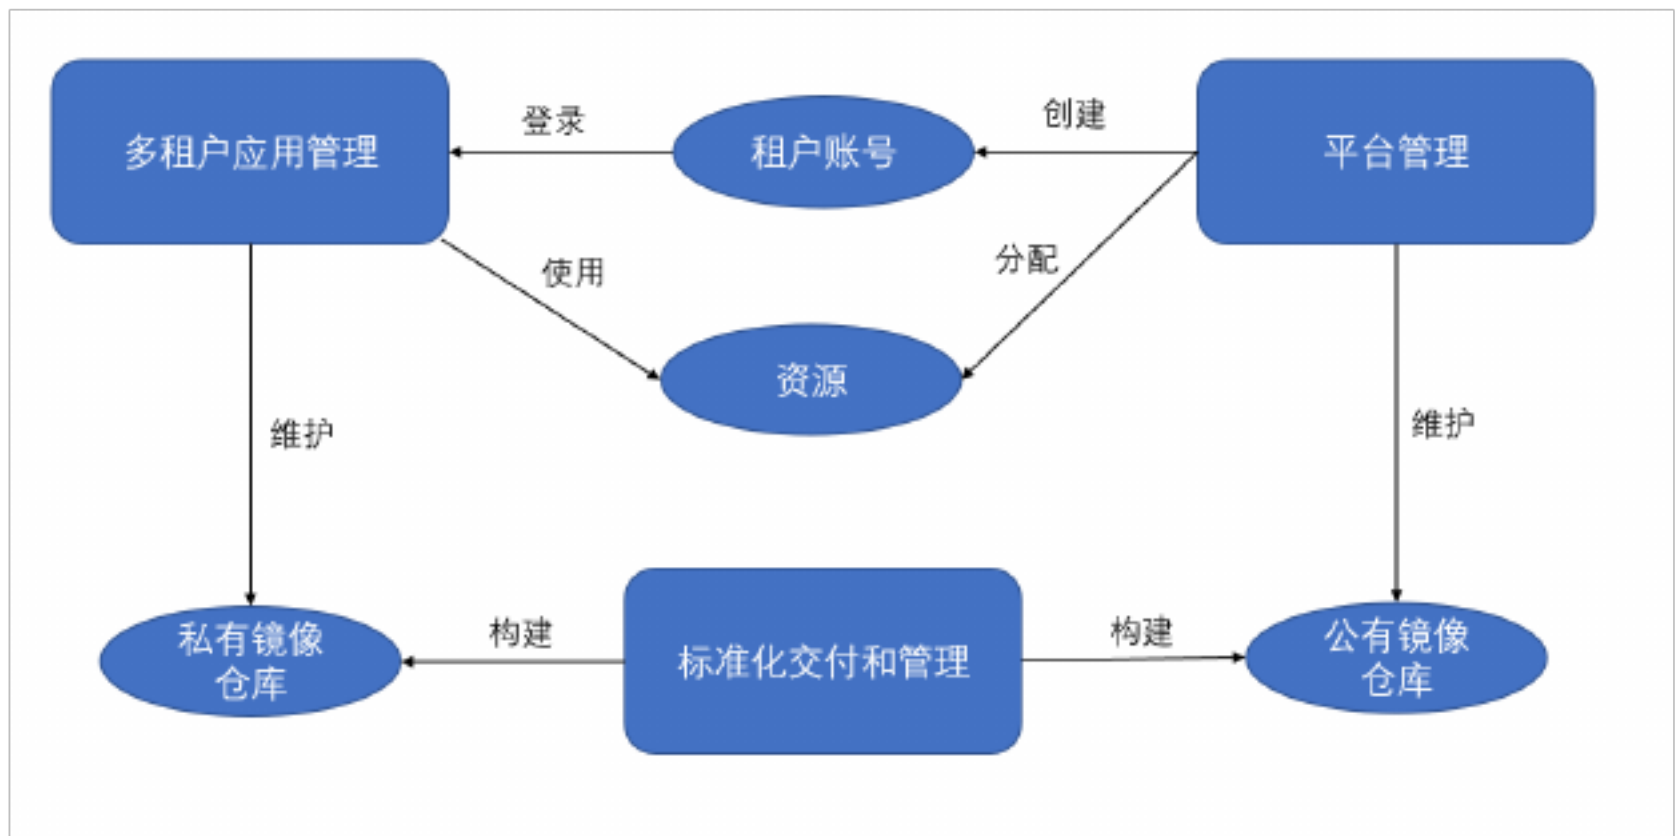 多租户应用管理
登录
租户账号
创建
平台管理
使用
分配
资源
维护
维护
私有镜像
仓库
构建
标准化交付和管理
构建
公有镜像
仓库